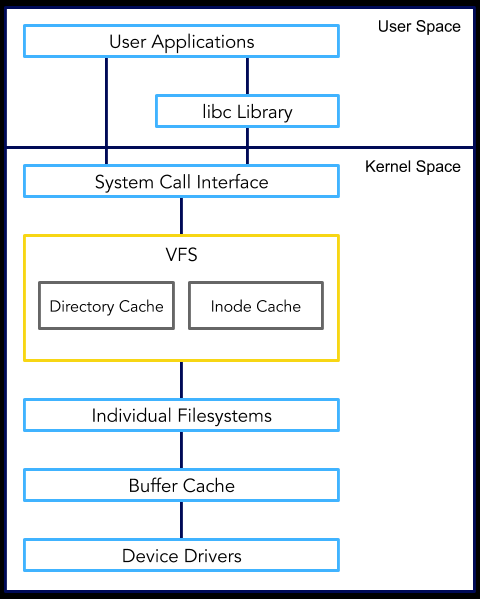 User Space
User Applications
libc Library
Kernel Space
System Call Interface
VFS
Directory Cache
Inode Cache
Individual Filesystems
Buffer Cache
Device Drivers